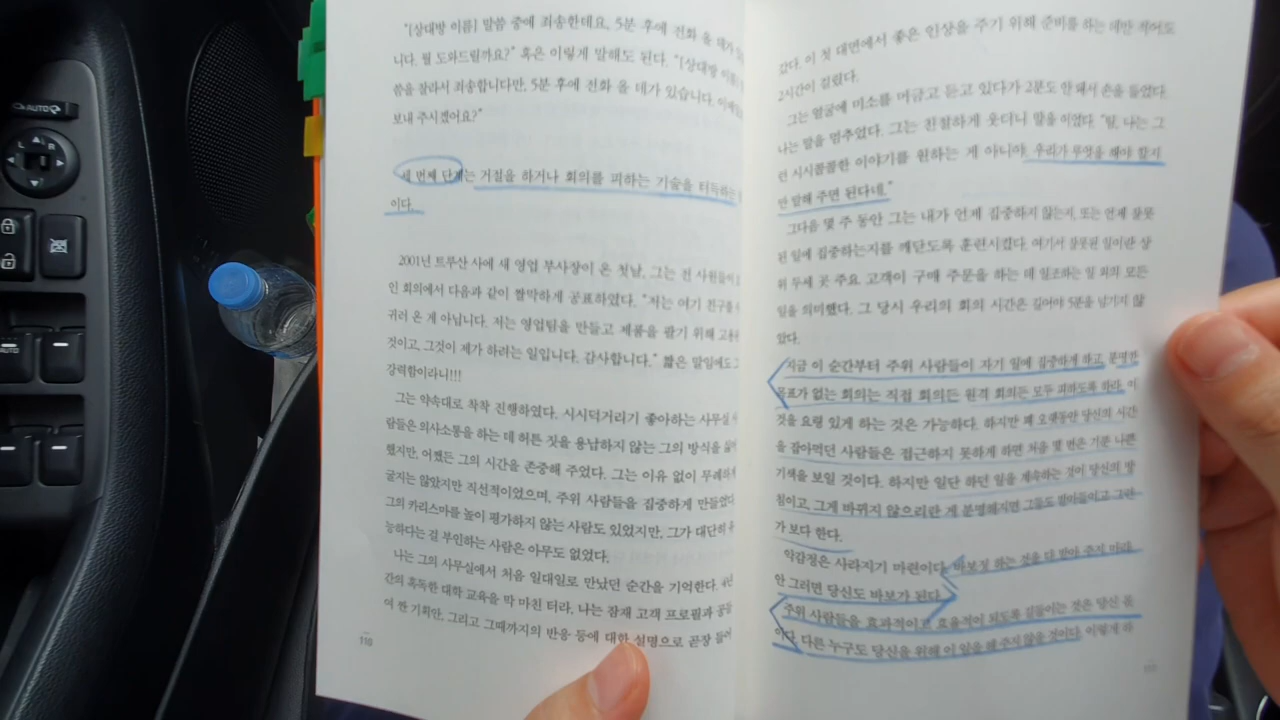 "[상대방 이름] 말씀 중에 죄송한데요, 5분 후에 전화 올 데가 있
니다. 뭘 도와드릴까요?" 혹은 이렇게 말해도 된다. "[상대방 이름]
씀을 잘라서 죄송합니다만, 5분 후에 전화 올 데가 있습니다. 이메일
보내 주시겠어요?"
세 번째 단계는 거절을 하거나 회의를 피하는 기술을 터득하는
이다.
2001년 트루산 사에 새 영업 부사장이 온 첫날, 그는 전 사원들이
인 회의에서 다음과 같이 짤막하게 공표하였다. "저는 여기 친구를
귀러 온 게 아닙니다. 저는 영업팀을 만들고 제품을 팔기 위해 고용
것이고, 그것이 제가 하려는 일입니다. 감사합니다." 짧은 말임에도
강력함이라니!!!
그는 약속대로 착착 진행하였다. 시시덕거리기 좋아하는 사무실
람들은 의사소통을 하는 데 허튼 짓을 용납하지 않는 그의 방식을 싫어
했지만, 어쨌든 그의 시간을 존중해 주었다. 그는 이유 없이 무례하
굴지는 않았지만 직선적이었으며, 주위 사람들을 집중하게 만들었다
그의 카리스마를 높이 평가하지 않는 사람도 있었지만, 그가 대단히
능하다는 걸 부인하는 사람은 아무도 없었다.
나는 그의 사무실에서 처음 일대일로 만났던 순간을 기억한다.
간의 혹독한 대학 교육을 막 마친 터라, 나는 잠재 고객 프로필과 공들
여 짠 기획안, 그리고 그때까지의 반응 등에 대한 설명으로 곧장 들어
110
갔다. 이 첫 대면에서 좋은 인상을 주기 위해 준비를 하는 데만 적어도
2시간이 걸렸다.
그는 얼굴에 미소를 머금고 듣고 있다가 2분도 안 돼서 손을 들었다.
나는 말을 멈추었다. 그는 친절하게 웃더니 말을 이었다. "팀, 나는 그
런 시시콜콜한 이야기를 원하는 게 아니야. 우리가 무엇을 해야 할지
만 말해 주면 된다네."
그다음 몇 주 동안 그는 내가 언제 집중하지 않는지, 또는 언제 잘못
된 일에 집중하는지를 깨닫도록 훈련시켰다. 여기서 잘못된 일이란 상
위 두세 곳 주요 고객이 구매 주문을 하는 데 일조하는 일 외의 모든
일을 의미했다. 그 당시 우리의 회의 시간은 길어야 5분을 넘기지 않
았다.
지금 이 순간부터 주위 사람들이 자기 일에 집중하게 하고, 분명한
목표가 없는 회의는 직접 회의든 원격 회의든 모두 피하도록 하라. 이
것을 요령 있게 하는 것은 가능하다. 하지만 꽤 오랫동안 당신의 시간
을 잡아먹던 사람들은 접근하지 못하게 하면 처음 몇 번은 기분 나쁜
기색을 보일 것이다. 하지만 일단 하던 일을 계속하는 것이 당신의 방
침이고, 그게 바뀌지 않으리란 게 분명해지면 그들도 받아들이고 그런
가 보다 한다.
악감정은 사라지기 마련이다. 바보짓 하는 것을 다 받아 주지 마라.
안 그러면 당신도 바보가 된다.
주위 사람들을 효과적이고 효율적이 되도록 길들이는 것은 당신 몫
이다. 다른 누구도 당신을 위해 이 일을 해 주지 않을 것이다. 이렇게 하
AUTO
L
R
AUTO